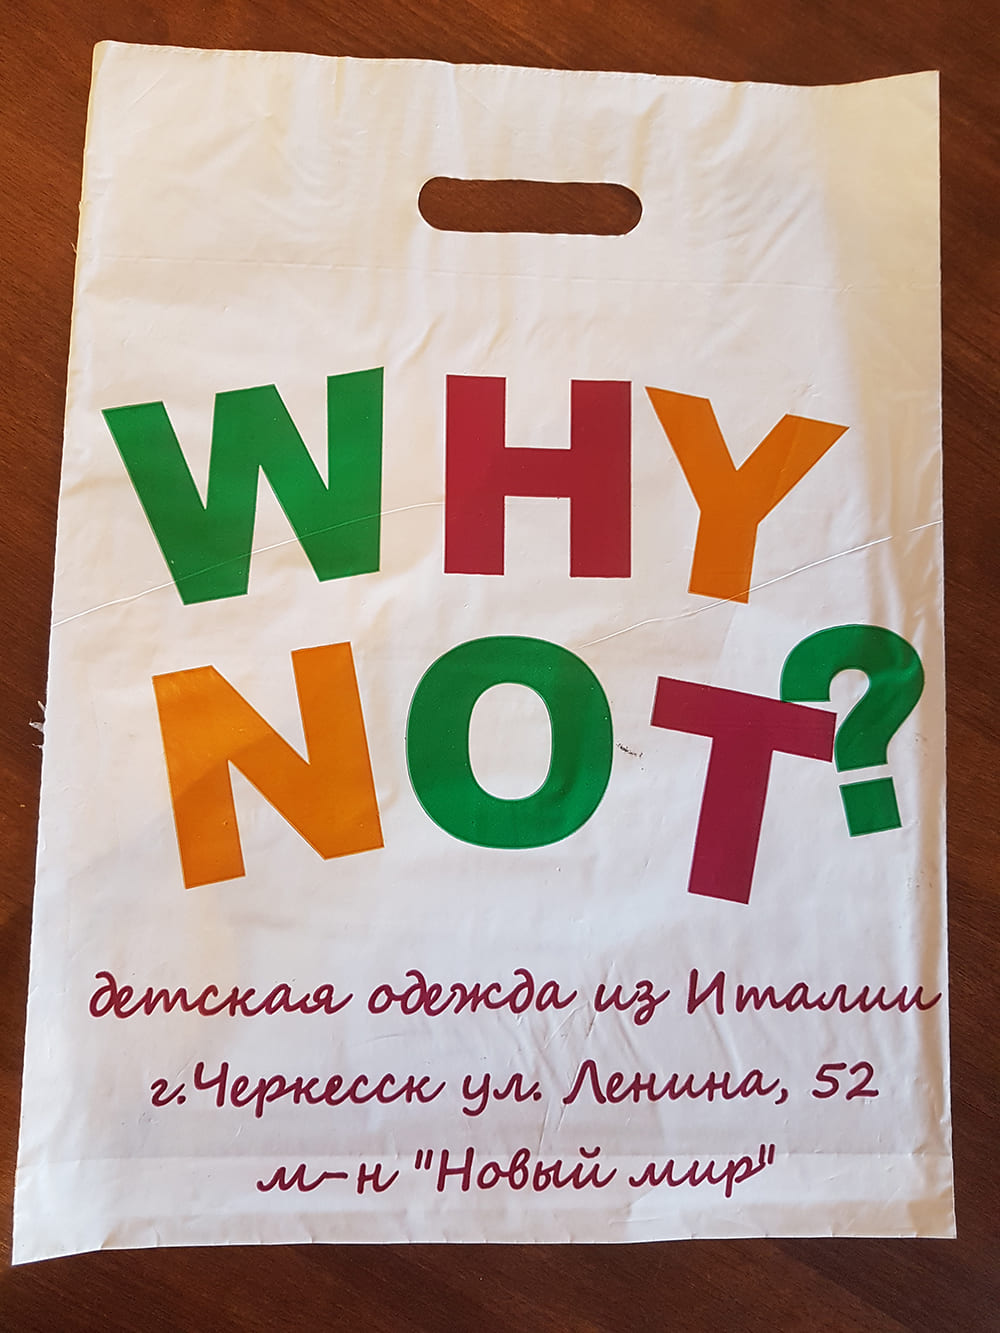 WHY
NOT?
детская одежда из Италии
г.Черкесск ул. Ленина, 52
м-н "Новый мир"